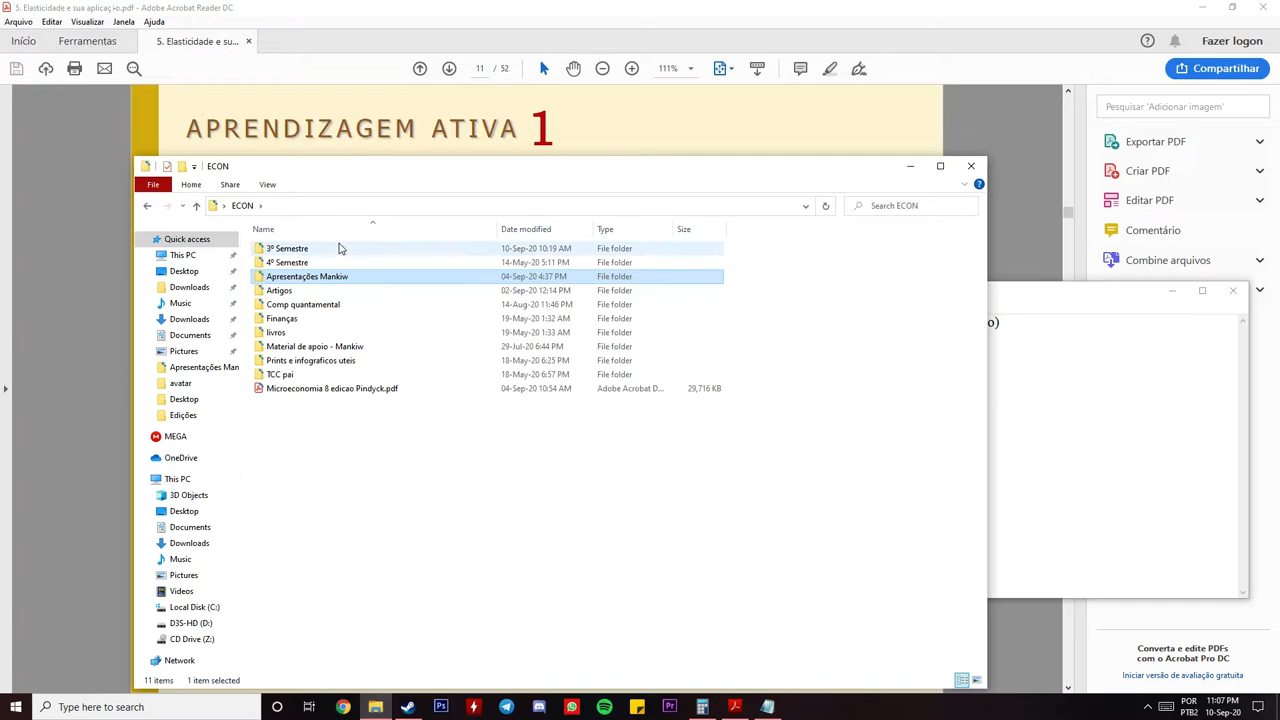 5. Elasticidade e sua aplicação.pdf - Adobe Acrobat Reader DC
Arquivo Editar Visualizar Janela Ajuda
Início Ferramentas 5. Elasticidade e su... Fazer logon
11 / 52 111% Compartilhar
APRENDIZAGEM ATIVA 1
Pesquisar 'Adicionar imagem'
Exportar PDF
Criar PDF
Editar PDF
Comentário
Combine arquivos
ECON
File Home Share View
ECON Search ECON
Name Date modified Type Size
Quick access
This PC
Desktop
Downloads
Music
Downloads
Documents
Pictures
Apresentações Man
avatar
Desktop
Edições
MEGA
OneDrive
This PC
3D Objects
Desktop
Documents
Downloads
Music
Pictures
Videos
Local Disk (C:)
D3S-HD (D:)
CD Drive (Z:)
Network
3º Semestre 10-Sep-20 10:19 AM File folder
4º Semestre 14-May-20 5:11 PM File folder
Apresentações Mankiw 04-Sep-20 4:37 PM File folder
Artigos 02-Sep-20 12:14 PM File folder
Comp quantamental 14-Aug-20 11:46 PM File folder
Finanças 19-May-20 1:32 AM File folder
livros 19-May-20 1:33 AM File folder
Material de apoio - Mankiw 29-Jul-20 6:44 PM File folder
Prints e infograficos uteis 18-May-20 6:25 PM File folder
TCC pai 18-May-20 6:57 PM File folder
Microeconomia 8 edicao Pindyck.pdf 04-Sep-20 10:54 AM Adobe Acrobat D... 29,716 KB
11 items 1 item selected
o)
Converta e edite PDFs
com o Acrobat Pro DC
Iniciar versão de avaliação gratuita
Type here to search
POR
PTB2
11:07 PM
10-Sep-20